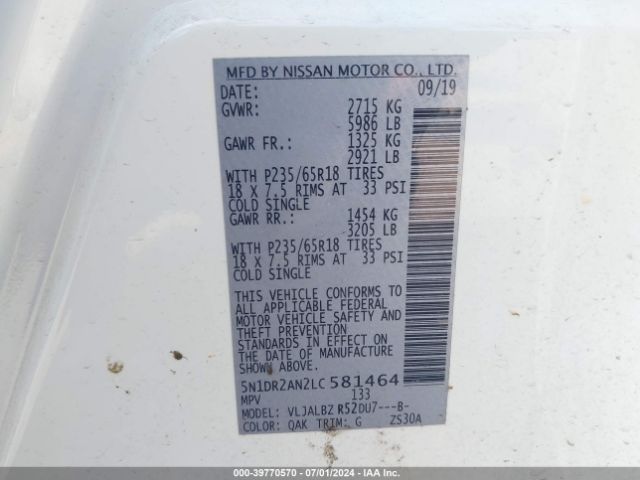 MFD BY NISSAN MOTOR CO., LTD.
DATE: 09/19
GVWR: 2715 KG
5986 LB
GAWR FR.: 1325 KG
2921 LB
WITH P235/65R18 TIRES
18 X 7.5 RIMS AT 33 PSI
COLD SINGLE
GAWR RR.: 1454 KG
3205 LB
WITH P235/65R18 TIRES
18 X 7.5 RIMS AT 33 PSI
COLD SINGLE
THIS VEHICLE CONFORMS TO
ALL APPLICABLE FEDERAL
MOTOR VEHICLE SAFETY AND
THEFT PREVENTION
STANDARDS IN EFFECT ON
THE DATE OF MANUFACTURE
SHOWN ABOVE.
5N1DR2AN2LC 581464
MPV 133
MODEL: VLJALBZ R52DU7---B-
COLOR: QAK TRIM: G ZS30A
000-39770570 - 07/01/2024 - IAA Inc.